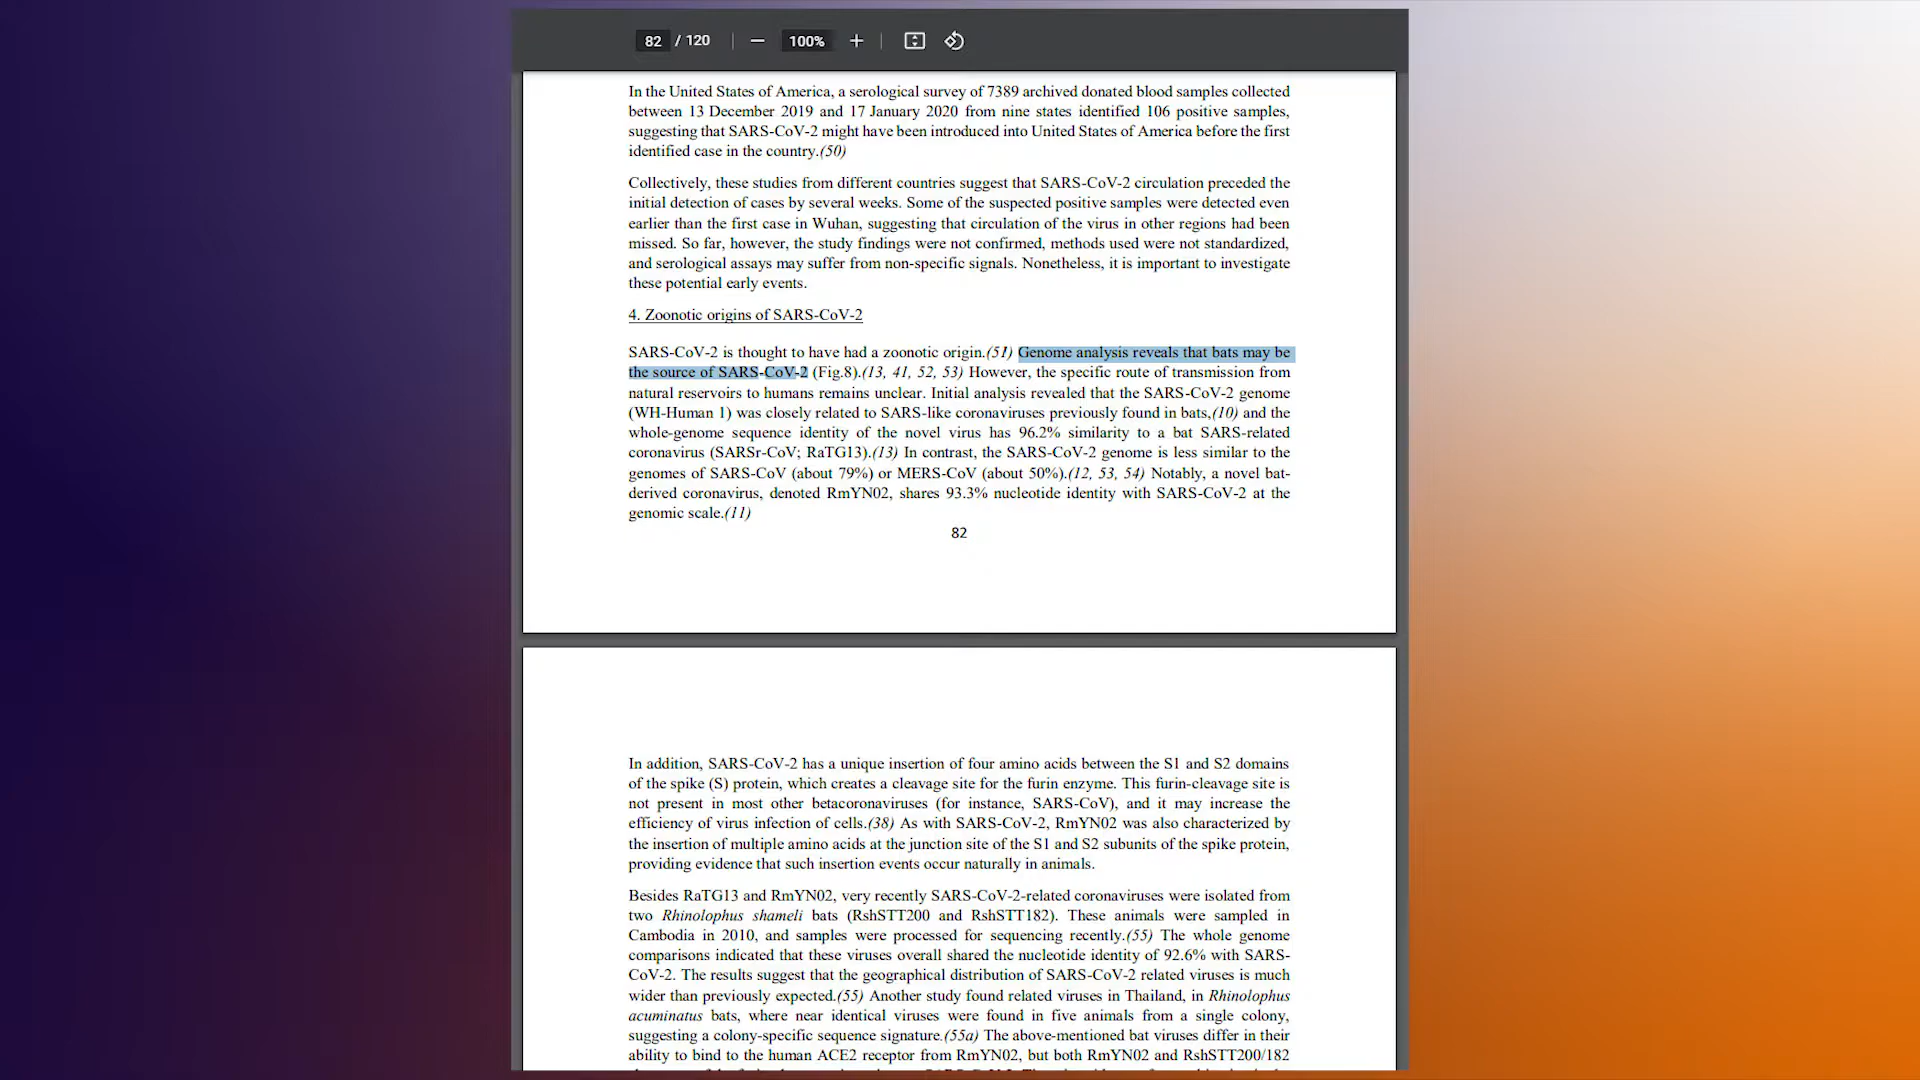 82 / 120 100%
In the United States of America, a serological survey of 7389 archived donated blood samples collected
between 13 December 2019 and 17 January 2020 from nine states identified 106 positive samples,
suggesting that SARS-CoV-2 might have been introduced into United States of America before the first
identified case in the country.(50)
Collectively, these studies from different countries suggest that SARS-CoV-2 circulation preceded the
initial detection of cases by several weeks. Some of the suspected positive samples were detected even
earlier than the first case in Wuhan, suggesting that circulation of the virus in other regions had been
missed. So far, however, the study findings were not confirmed, methods used were not standardized,
and serological assays may suffer from non-specific signals. Nonetheless, it is important to investigate
these potential early events.
4. Zoonotic origins of SARS-CoV-2
SARS-CoV-2 is thought to have had a zoonotic origin.(51) Genome analysis reveals that bats may be
the source of SARS-CoV-2 (Fig.8).(13, 41, 52, 53) However, the specific route of transmission from
natural reservoirs to humans remains unclear. Initial analysis revealed that the SARS-CoV-2 genome
(WH-Human 1) was closely related to SARS-like coronaviruses previously found in bats,(10) and the
whole-genome sequence identity of the novel virus has 96.2% similarity to a bat SARS-related
coronavirus (SARSr-CoV; RaTG13).(13) In contrast, the SARS-CoV-2 genome is less similar to the
genomes of SARS-CoV (about 79%) or MERS-CoV (about 50%).(12, 53, 54) Notably, a novel bat-
derived coronavirus, denoted RmYN02, shares 93.3% nucleotide identity with SARS-CoV-2 at the
genomic scale.(11)
82
In addition, SARS-CoV-2 has a unique insertion of four amino acids between the S1 and S2 domains
of the spike (S) protein, which creates a cleavage site for the furin enzyme. This furin-cleavage site is
not present in most other betacoronaviruses (for instance, SARS-CoV), and it may increase the
efficiency of virus infection of cells.(38) As with SARS-CoV-2, RmYN02 was also characterized by
the insertion of multiple amino acids at the junction site of the S1 and S2 subunits of the spike protein,
providing evidence that such insertion events occur naturally in animals.
Besides RaTG13 and RmYN02, very recently SARS-CoV-2-related coronaviruses were isolated from
two Rhinolophus shameli bats (RshSTT200 and RshSTT182). These animals were sampled in
Cambodia in 2010, and samples were processed for sequencing recently.(55) The whole genome
comparisons indicated that these viruses overall shared the nucleotide identity of 92.6% with SARS-
CoV-2. The results suggest that the geographical distribution of SARS-CoV-2 related viruses is much
wider than previously expected.(55) Another study found related viruses in Thailand, in Rhinolophus
acuminatus bats, where near identical viruses were found in five animals from a single colony,
suggesting a colony-specific sequence signature.(55a) The above-mentioned bat viruses differ in their
ability to bind to the human ACE2 receptor from RmYN02, but both RmYN02 and RshSTT200/182